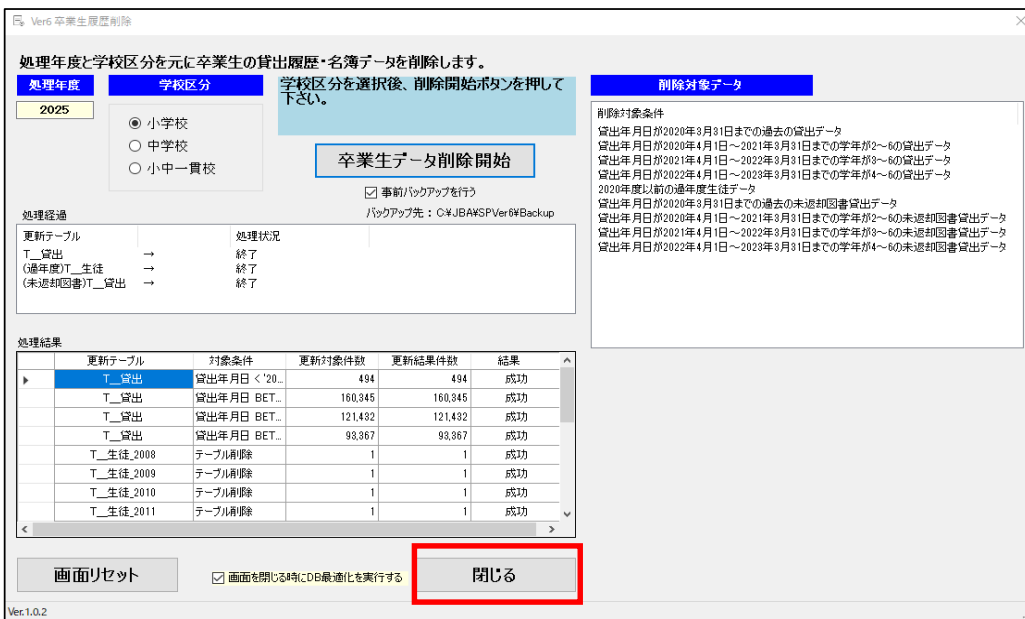 Ver6 卒業生履歴削除
処理年度と学校区分を元に卒業生の貸出履歴・名簿データを削除します。
処理年度
2025
学校区分
小学校
中学校
小中一貫校
学校区分を選択後、削除開始ボタンを押して
下さい。
卒業生データ削除開始
事前バックアップを行う
バックアップ先：C:¥JBA¥SPVer6¥Backup
処理経過
更新テーブル 処理状況
T__貸出 → 終了
(過年度)T__生徒 → 終了
(未返却図書)T__貸出 → 終了
削除対象データ
削除対象条件
貸出年月日が2020年3月31日までの過去の貸出データ
貸出年月日が2020年4月1日～2021年3月31日までの学年が2～6の貸出データ
貸出年月日が2021年4月1日～2022年3月31日までの学年が3～6の貸出データ
貸出年月日が2022年4月1日～2023年3月31日までの学年が4～6の貸出データ
2020年度以前の過年度生徒データ
貸出年月日が2020年3月31日までの過去の未返却図書貸出データ
貸出年月日が2020年4月1日～2021年3月31日までの学年が2～6の未返却図書貸出データ
貸出年月日が2021年4月1日～2022年3月31日までの学年が3～6の未返却図書貸出データ
貸出年月日が2022年4月1日～2023年3月31日までの学年が4～6の未返却図書貸出データ
処理結果
更新テーブル 対象条件 更新対象件数 更新結果件数 結果
T__貸出 貸出年月日 < '20... 494 494 成功
T__貸出 貸出年月日 BET... 160,345 160,345 成功
T__貸出 貸出年月日 BET... 121,432 121,432 成功
T__貸出 貸出年月日 BET... 93,367 93,367 成功
T__生徒_2008 テーブル削除 1 1 成功
T__生徒_2009 テーブル削除 1 1 成功
T__生徒_2010 テーブル削除 1 1 成功
T__生徒_2011 テーブル削除 1 1 成功
画面リセット
画面を閉じる時にDB最適化を実行する
閉じる
Ver.1.0.2